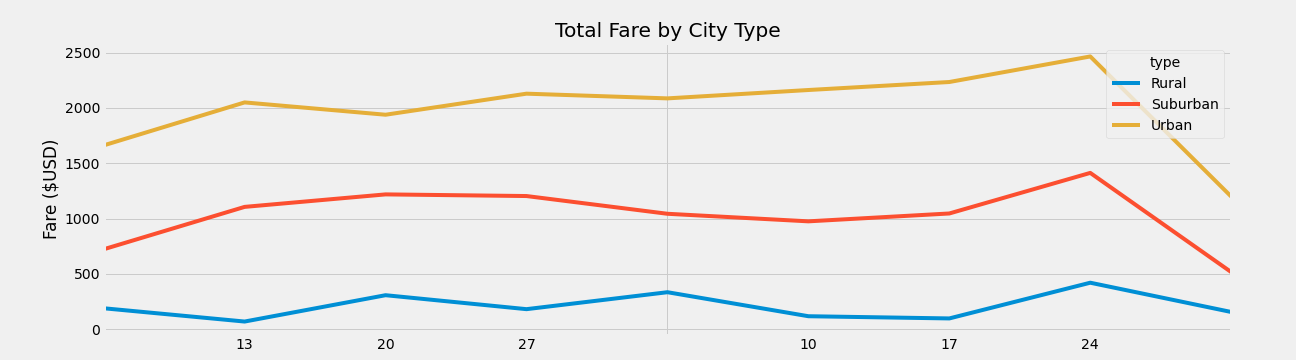 Total Fare by City Type
Fare ($USD)
2500
2000
1500
1000
500
0
type
Rural
Suburban
Urban
13
20
27
10
17
24